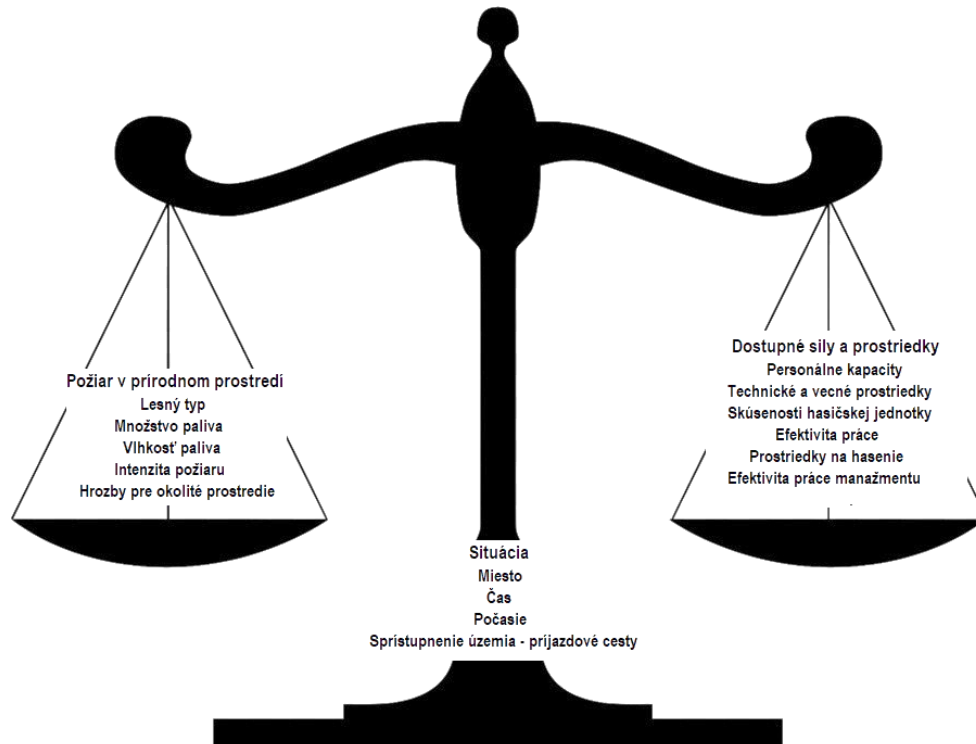 Požiar v prírodnom prostredí
Lesný typ
Množstvo paliva
Vlhkosť paliva
Intenzita požiaru
Hrozby pre okolité prostredie
Dostupné sily a prostriedky
Personálne kapacity
Technické a vecné prostriedky
Skúsenosti hasičskej jednotky
Efektivita práce
Prostriedky na hasenie
Efektivita práce manažmentu
Situácia
Miesto
Čas
Počasie
Sprístupnenie územia - príjazdové cesty